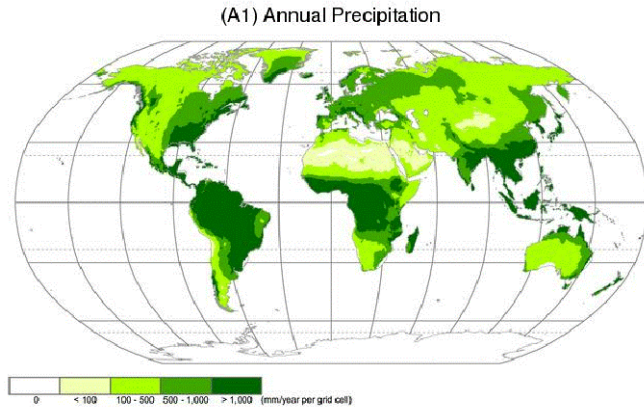 (A1) Annual Precipitation
0 < 100 100 - 500 500 - 1,000 > 1,000 (mm/year per grid cell)